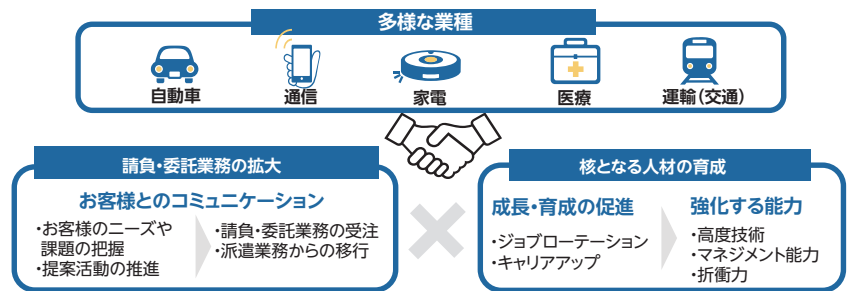 多様な業種
自動車
通信
家電
医療
運輸(交通)
請負・委託業務の拡大
お客様とのコミュニケーション
・お客様のニーズや
課題の把握
・提案活動の推進
・請負・委託業務の受注
・派遣業務からの移行
核となる人材の育成
成長・育成の促進
・ジョブローテーション
・キャリアアップ
強化する能力
・高度技術
・マネジメント能力
・折衝力